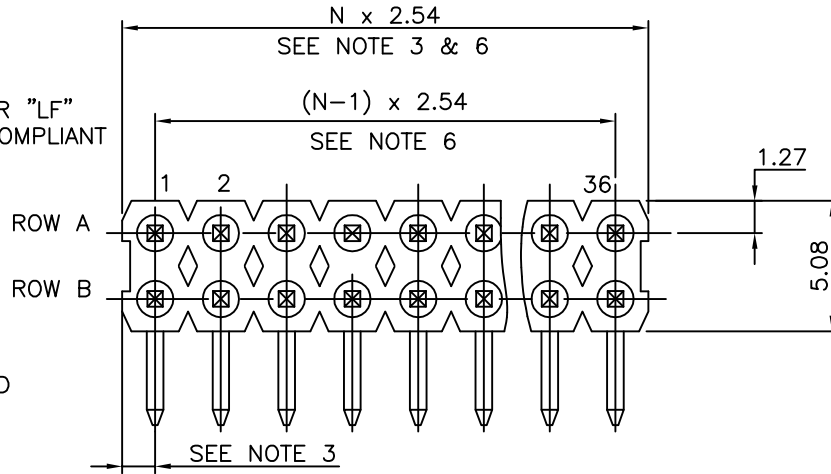 N x 2.54
SEE NOTE 3 & 6
R "LF"
OMPLIANT
(N-1) x 2.54
SEE NOTE 6
1.27
1 2 36
ROW A
ROW B
5.08
D
SEE NOTE 3